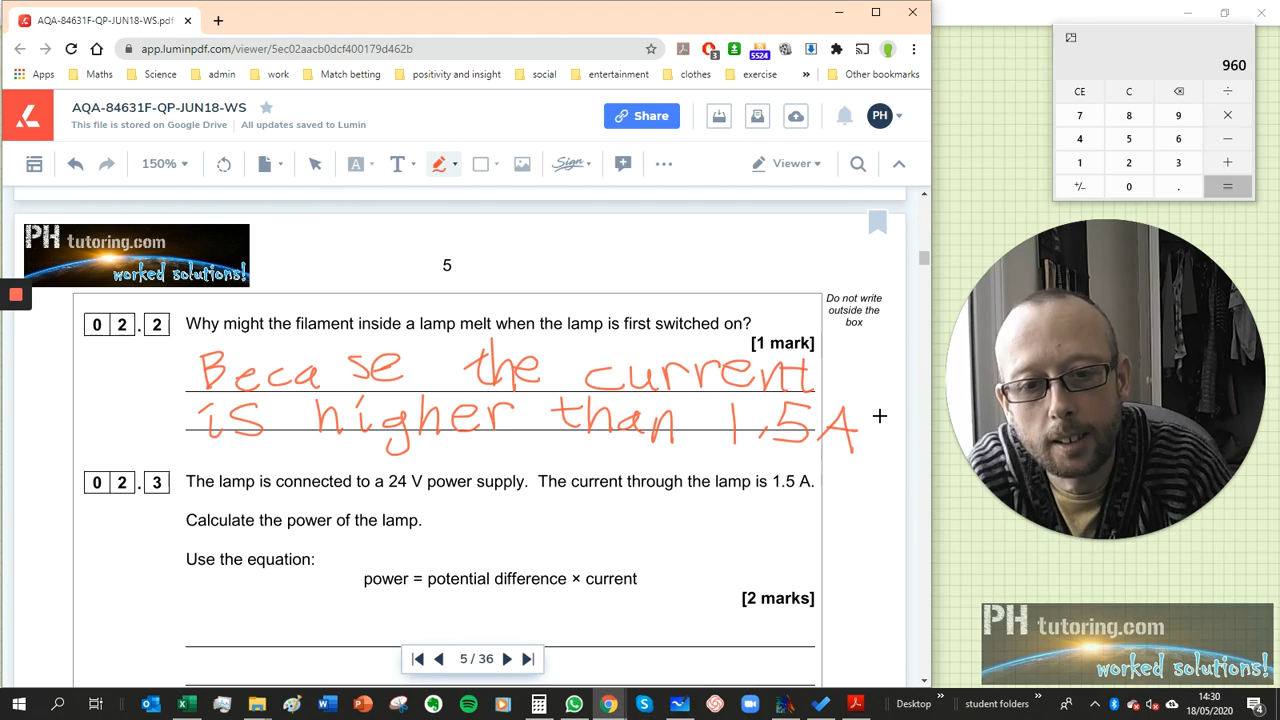 AQA-84631F-QP-JUN18-WS.pdf
app.luminpdf.com/viewer/5ec02aacb0dcf400179d462b
3
5524
Apps
Maths
Science
admin
work
Match betting
positivity and insight
social
entertainment
clothes
exercise
»
Other bookmarks
AQA-84631F-QP-JUN18-WS
This file is stored on Google Drive | All updates saved to Lumin
Share
PH
150%
A
T
Sign
Viewer
PH tutoring.com
worked solutions!
5
Do not write
outside the
box
0 2 . 2 Why might the filament inside a lamp melt when the lamp is first switched on?
[1 mark]
Beca se the current
is higher than 1.5A
0 2 . 3 The lamp is connected to a 24 V power supply. The current through the lamp is 1.5 A.
Calculate the power of the lamp.
Use the equation:
power = potential difference × current
[2 marks]
5 / 36
960
CE C ⌫ ÷
7 8 9 ×
4 5 6 −
1 2 3 +
+/− 0 . =
PH tutoring.com
worked solutions!
Desktop
»
student folders
»
14:30
18/05/2020
4